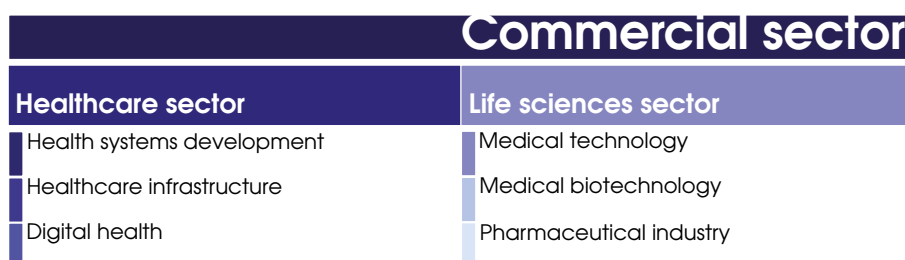 Commercial sector
Healthcare sector
Life sciences sector
Health systems development
Medical technology
Healthcare infrastructure
Medical biotechnology
Digital health
Pharmaceutical industry